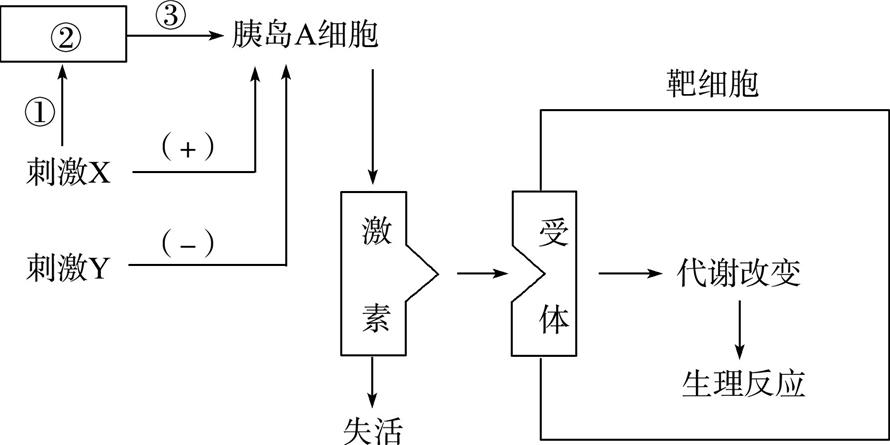 ② ③ 胰岛A细胞
靶细胞
①
刺激X （+）
刺激Y （-）
激素
受体
代谢改变
生理反应
失活